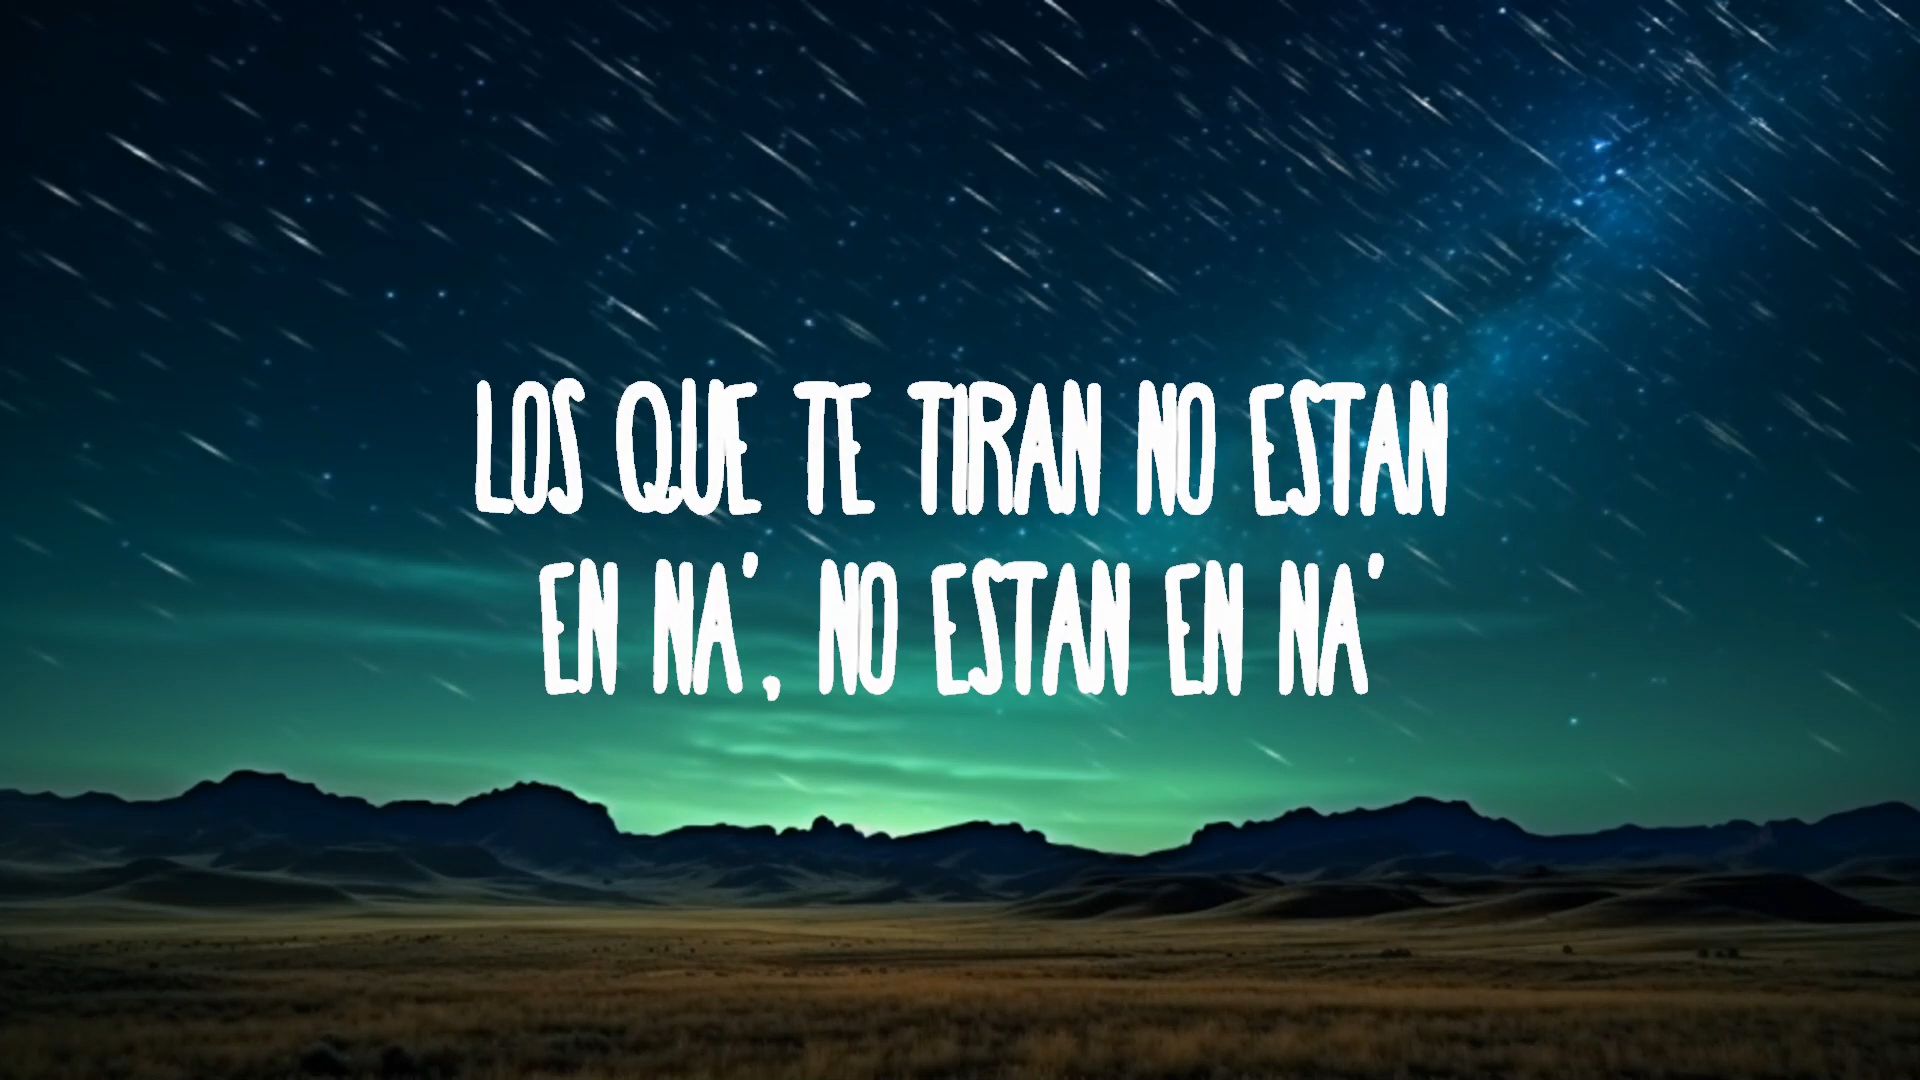 LOS QUE TE TIRAN NO ESTAN
EN NA', NO ESTAN EN NA'